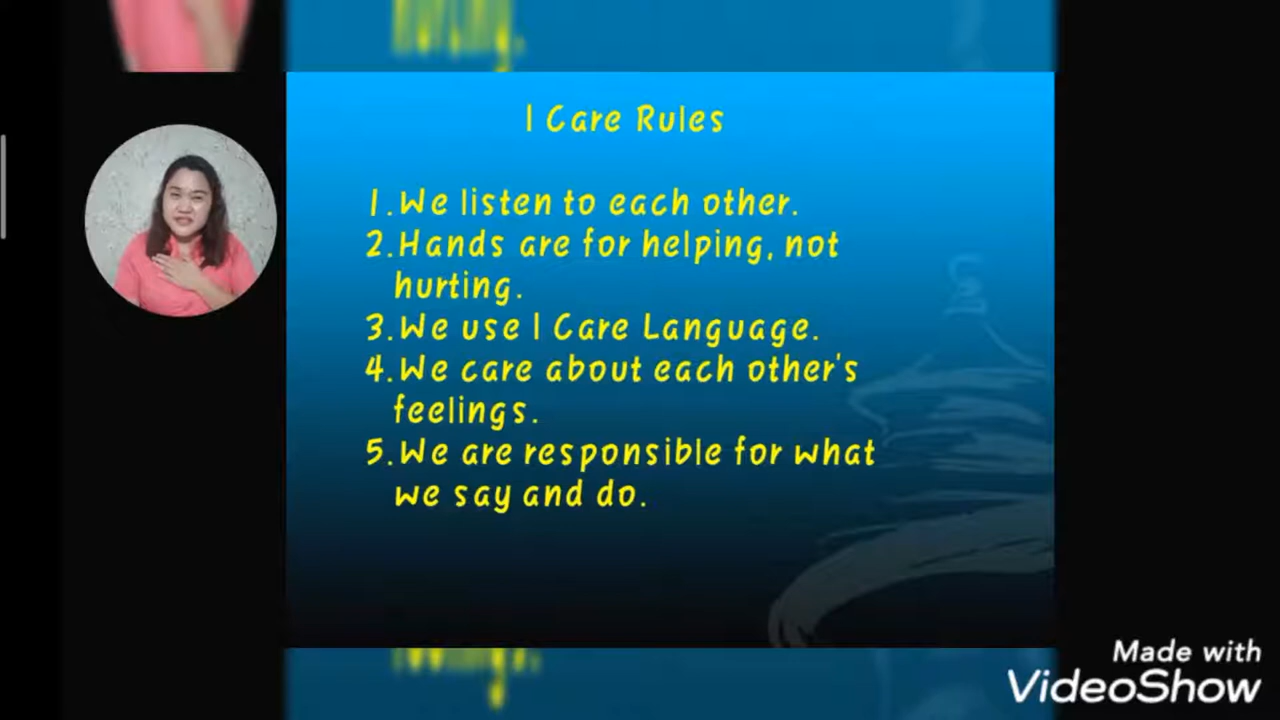 I Care Rules
1.We listen to each other.
2.Hands are for helping, not
hurting.
3.We use I Care Language.
4.We care about each other's
feelings.
5.We are responsible for what
we say and do.
Made with
VideoShow